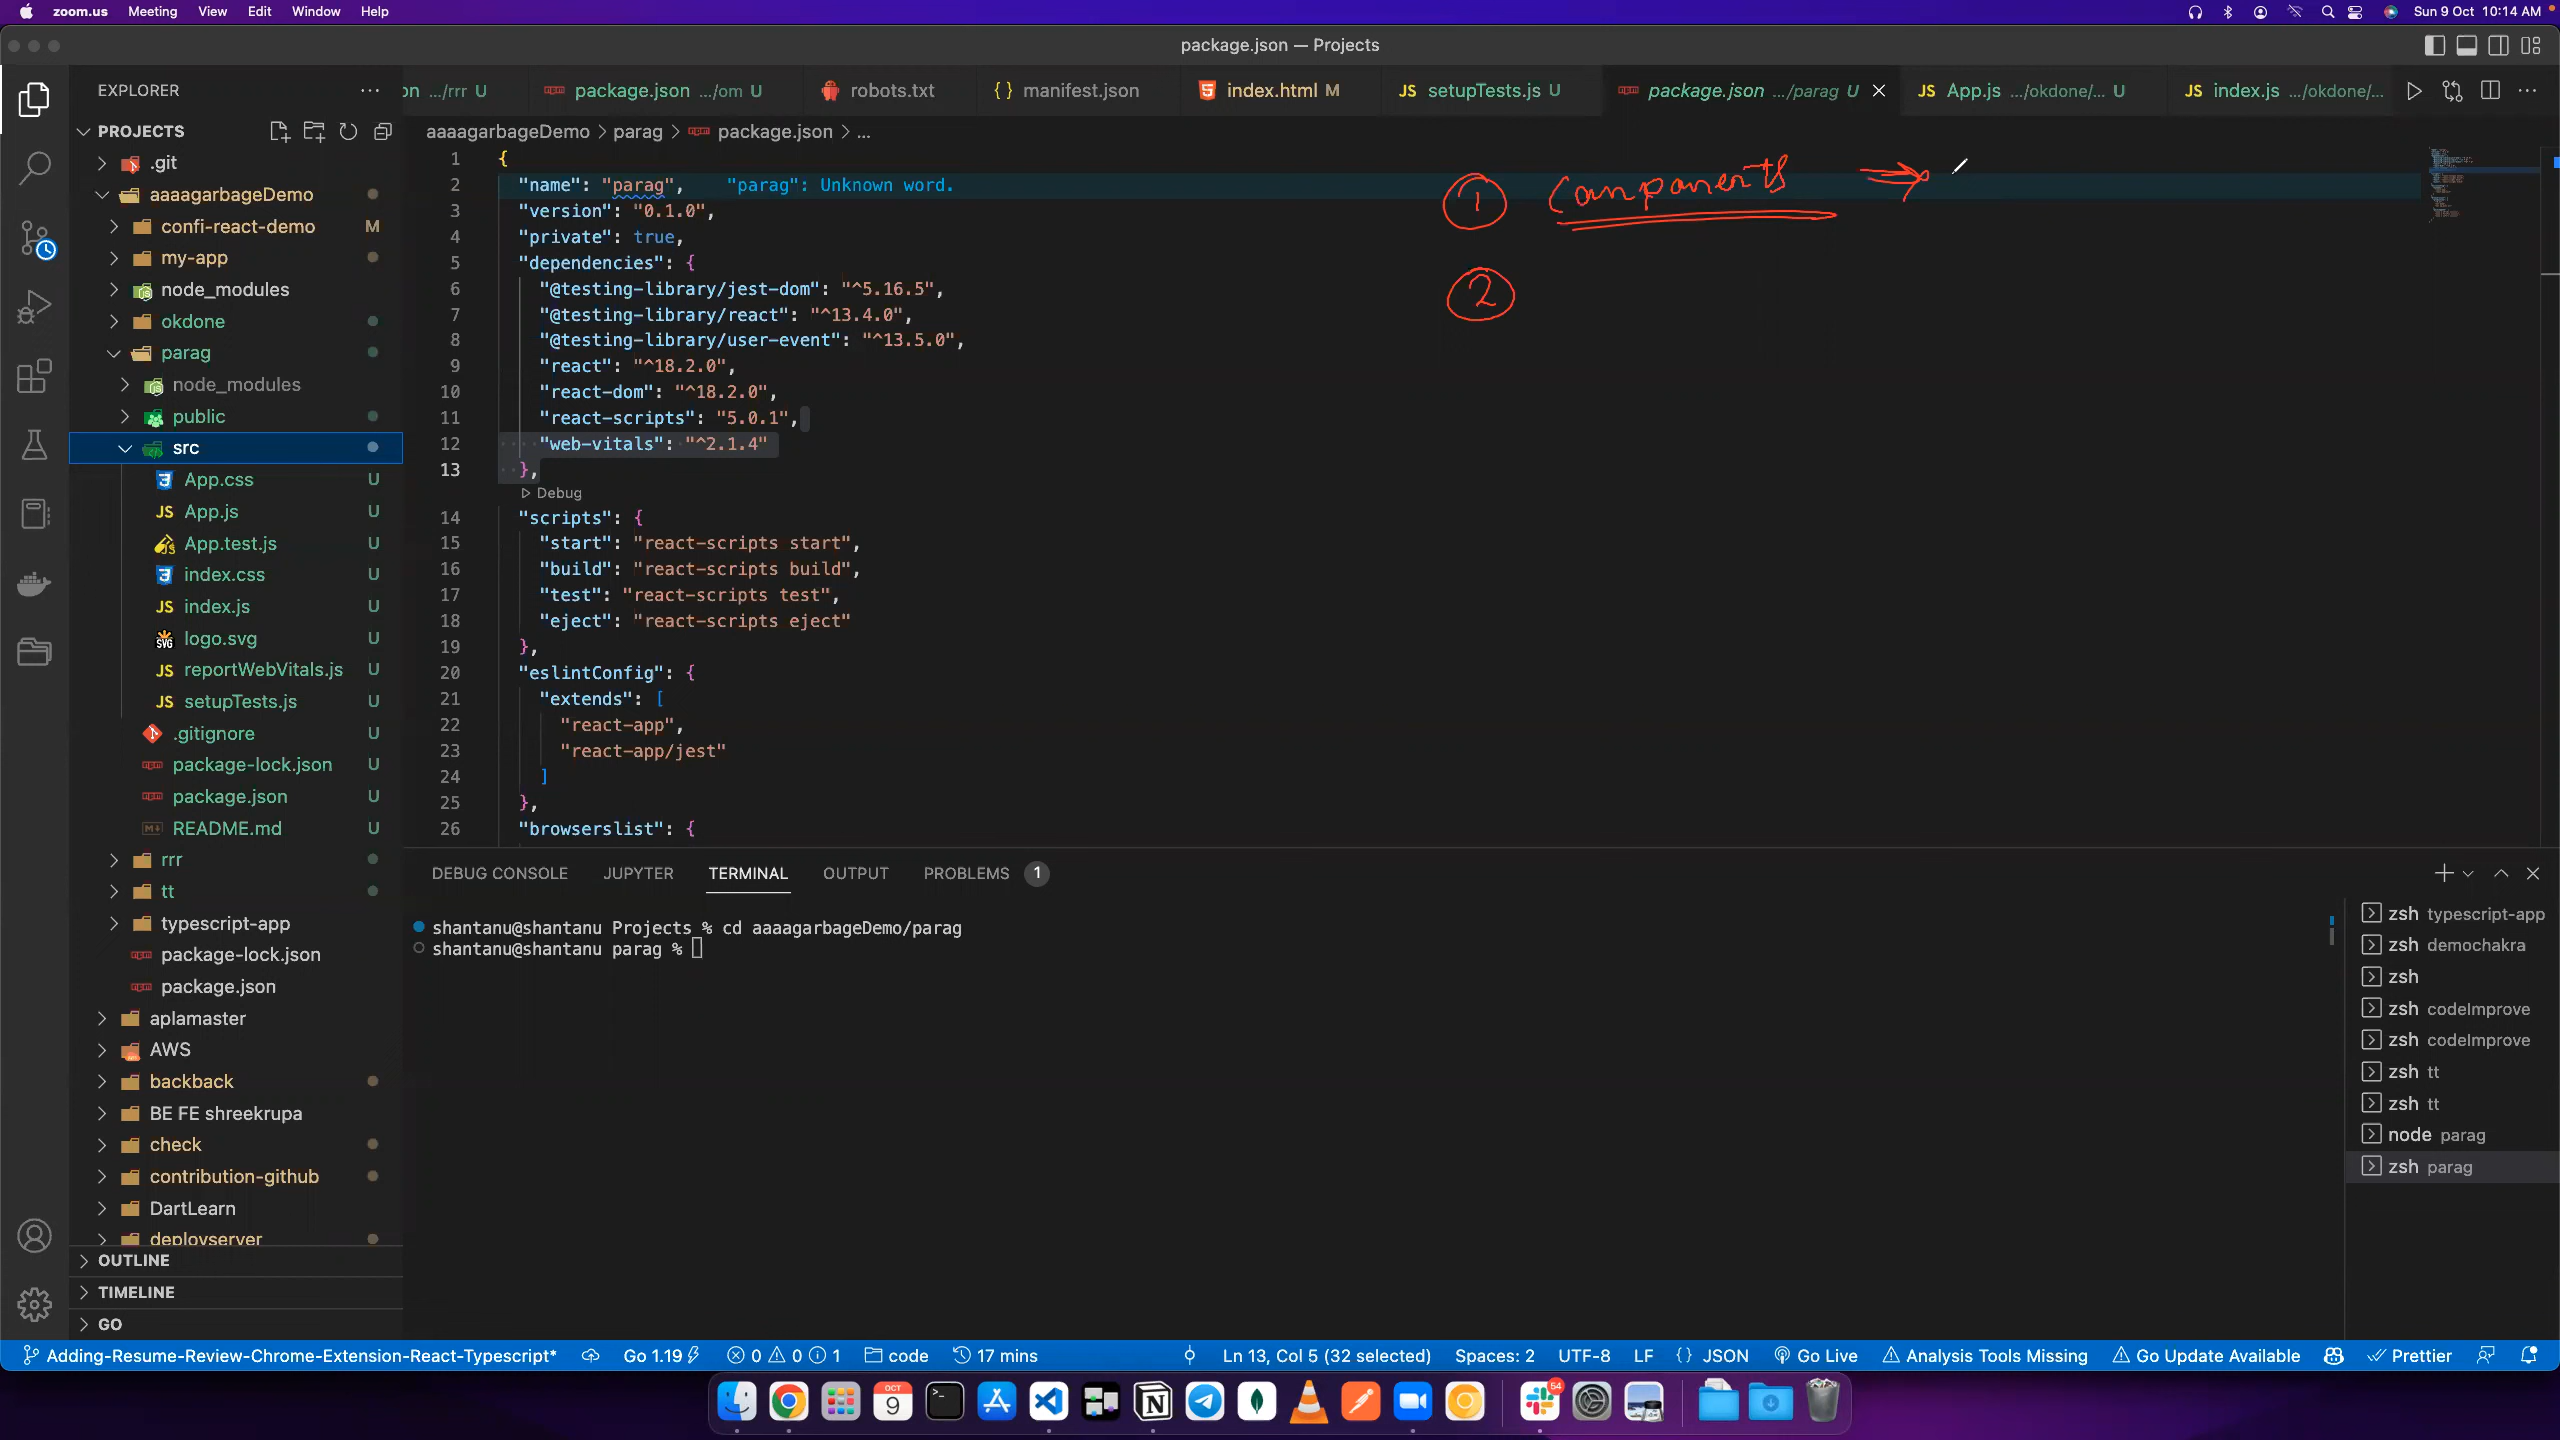 zoom.us Meeting View Edit Window Help Sun 9 Oct 10:14 AM
package.json — Projects
EXPLORER
on .../rrr U package.json .../om U robots.txt manifest.json index.html M setupTests.js U package.json .../parag U App.js .../okdone/... U index.js .../okdone/...
aaaagarbageDemo > parag > package.json > ...
PROJECTS
.git
aaaagarbageDemo
confi-react-demo M
my-app
node_modules
okdone
parag
node_modules
public
src
App.css U
App.js U
App.test.js U
index.css U
index.js U
logo.svg U
reportWebVitals.js U
setupTests.js U
.gitignore U
package-lock.json U
package.json U
README.md U
rrr
tt
typescript-app
package-lock.json
package.json
aplamaster
AWS
backback
BE FE shreekrupa
check
contribution-github
DartLearn
deployserver
OUTLINE
TIMELINE
GO
1 {
2 "name": "parag", "parag": Unknown word.
3 "version": "0.1.0",
4 "private": true,
5 "dependencies": {
6 "@testing-library/jest-dom": "^5.16.5",
7 "@testing-library/react": "^13.4.0",
8 "@testing-library/user-event": "^13.5.0",
9 "react": "^18.2.0",
10 "react-dom": "^18.2.0",
11 "react-scripts": "5.0.1",
12 "web-vitals": "^2.1.4"
13 },
Debug
14 "scripts": {
15 "start": "react-scripts start",
16 "build": "react-scripts build",
17 "test": "react-scripts test",
18 "eject": "react-scripts eject"
19 },
20 "eslintConfig": {
21 "extends": [
22 "react-app",
23 "react-app/jest"
24 ]
25 },
26 "browserslist": {
1 Components
2
DEBUG CONSOLE JUPYTER TERMINAL OUTPUT PROBLEMS 1
shantanu@shantanu Projects % cd aaaagarbageDemo/parag
shantanu@shantanu parag %
zsh typescript-app
zsh demochakra
zsh
zsh codeImprove
zsh codeImprove
zsh tt
zsh tt
node parag
zsh parag
Adding-Resume-Review-Chrome-Extension-React-Typescript* Go 1.19 0 0 1 code 17 mins Ln 13, Col 5 (32 selected) Spaces: 2 UTF-8 LF {} JSON Go Live Analysis Tools Missing Go Update Available Prettier
OCT
9
54